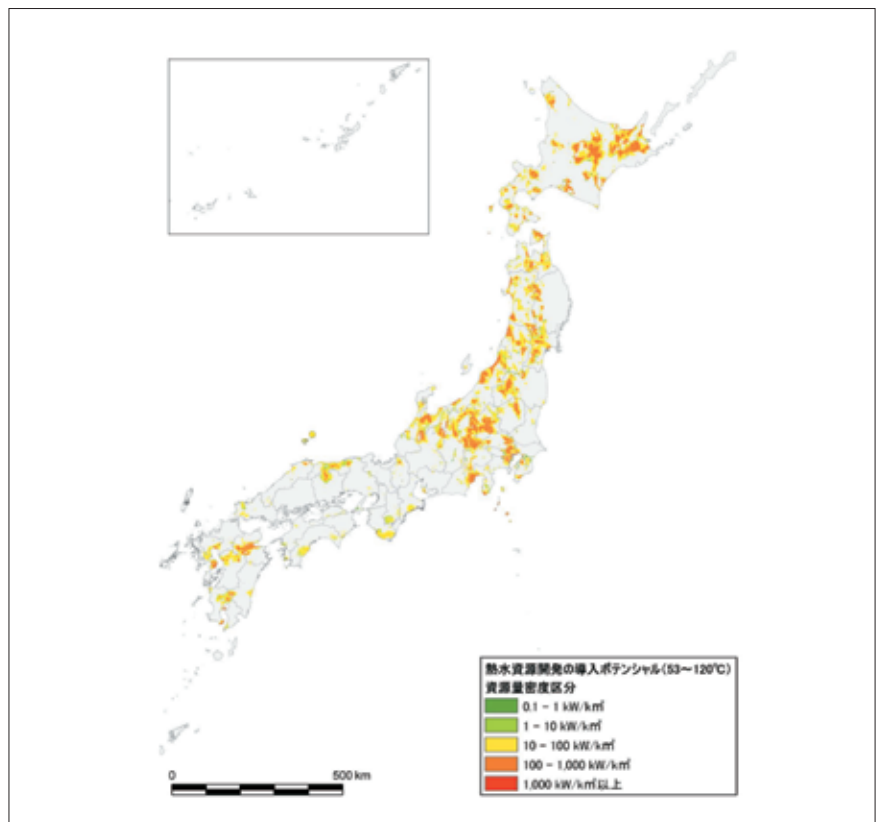 熱水資源開発の導入ポテンシャル(53～120℃)
資源量密度区分
0.1 - 1 kW/k㎡
1 - 10 kW/k㎡
10 - 100 kW/k㎡
100 - 1,000 kW/k㎡
1,000 kW/k㎡以上
0 500 km